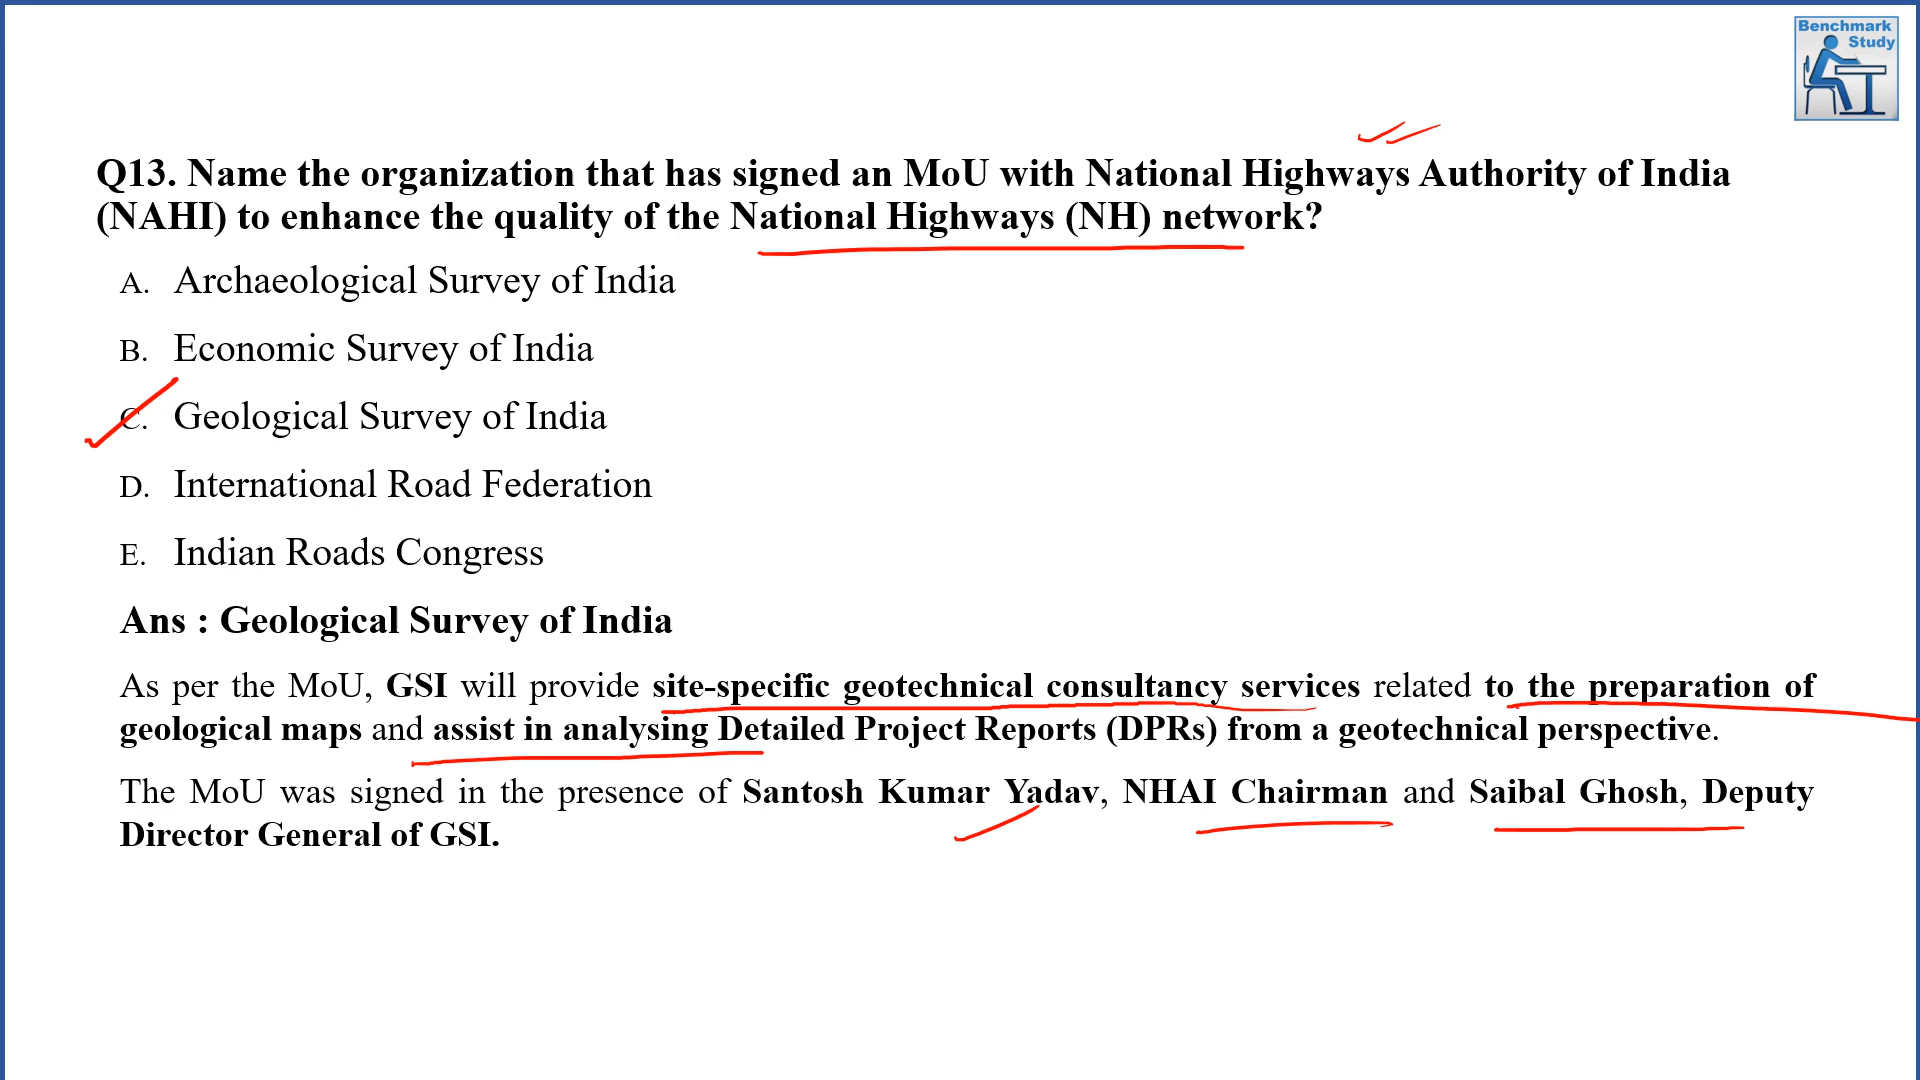 Benchmark
Study
Q13. Name the organization that has signed an MoU with National Highways Authority of India
(NAHI) to enhance the quality of the National Highways (NH) network?
A. Archaeological Survey of India
B. Economic Survey of India
C. Geological Survey of India
D. International Road Federation
E. Indian Roads Congress
Ans : Geological Survey of India
As per the MoU, GSI will provide site-specific geotechnical consultancy services related to the preparation of
geological maps and assist in analysing Detailed Project Reports (DPRs) from a geotechnical perspective.
The MoU was signed in the presence of Santosh Kumar Yadav, NHAI Chairman and Saibal Ghosh, Deputy
Director General of GSI.